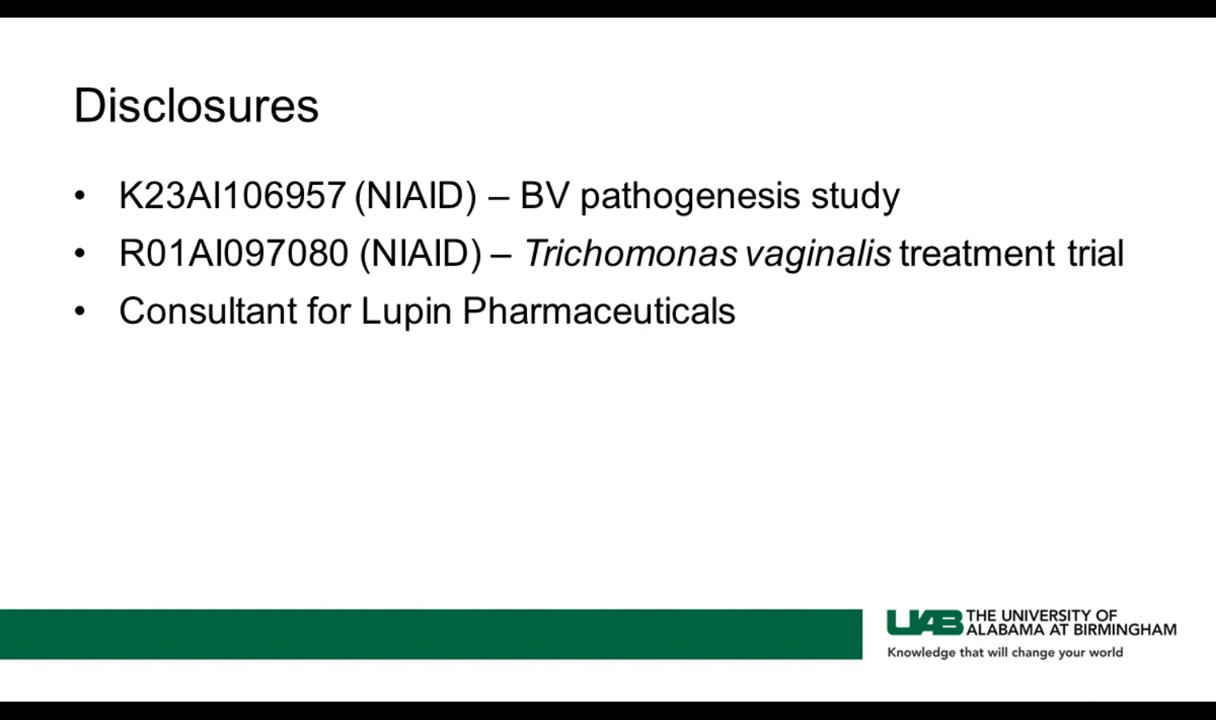 Disclosures
• K23AI106957 (NIAID) – BV pathogenesis study
• R01AI097080 (NIAID) – Trichomonas vaginalis treatment trial
• Consultant for Lupin Pharmaceuticals
UAB THE UNIVERSITY OF
ALABAMA AT BIRMINGHAM
Knowledge that will change your world